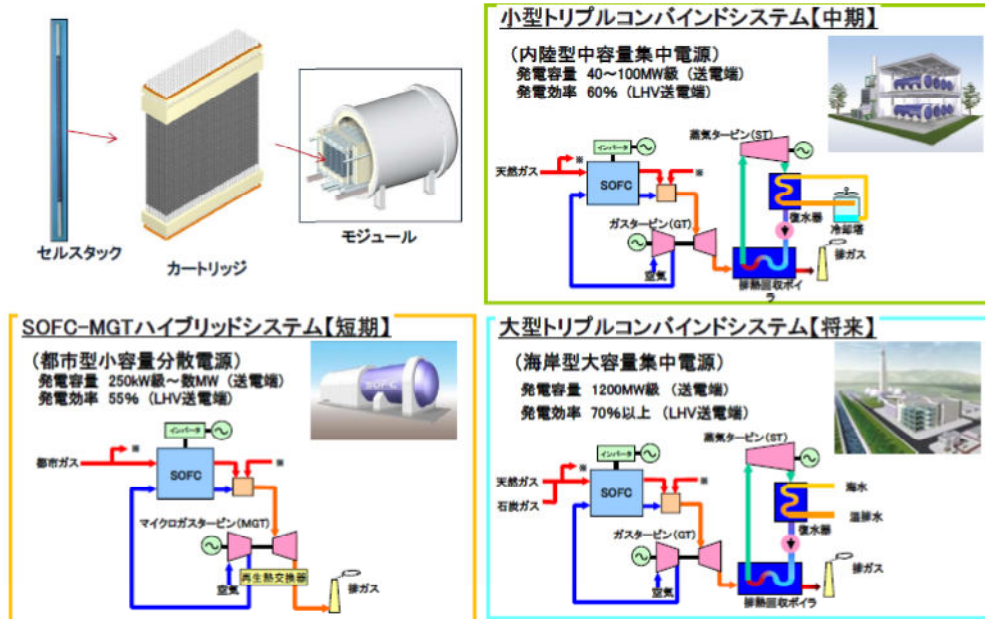 セルスタック
カートリッジ
モジュール
小型トリプルコンバインドシステム【中期】
（内陸型中容量集中電源）
発電容量 40～100MW級（送電端）
発電効率 60%（LHV送電端）
蒸気タービン(ST)
インバータ
※
※
天然ガス
SOFC
ガスタービン(GT)
復水器
冷却塔
空気
排ガス
排熱回収ボイ
ラ
SOFC-MGTハイブリッドシステム【短期】
（都市型小容量分散電源）
発電容量 250kW級～数MW（送電端）
発電効率 55%（LHV送電端）
SOFC
インバータ
※
※
都市ガス
SOFC
マイクロガスタービン(MGT)
再生熱交換器
空気
排ガス
大型トリプルコンバインドシステム【将来】
（海岸型大容量集中電源）
発電容量 1200MW級（送電端）
発電効率 70%以上（LHV送電端）
蒸気タービン(ST)
インバータ
※
※
天然ガス
石炭ガス
SOFC
海水
温排水
復水器
ガスタービン(GT)
空気
排ガス
排熱回収ボイラ